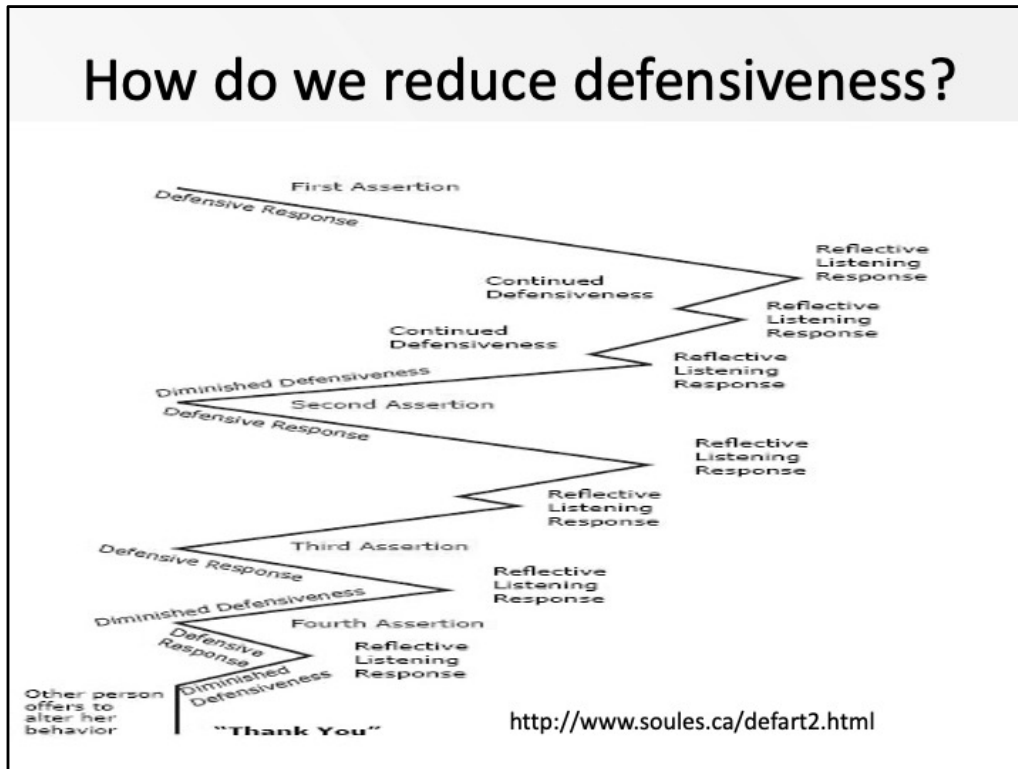 How do we reduce defensiveness?
First Assertion
Defensive Response
Reflective
Listening
Response
Continued
Defensiveness
Reflective
Listening
Response
Continued
Defensiveness
Reflective
Listening
Response
Diminished Defensiveness
Second Assertion
Defensive Response
Reflective
Listening
Response
Reflective
Listening
Response
Third Assertion
Defensive Response
Reflective
Listening
Response
Diminished Defensiveness
Fourth Assertion
Defensive
Response
Reflective
Listening
Response
Diminished
Defensiveness
Other person
offers to
alter her
behavior
“Thank You”
http://www.soules.ca/defart2.html